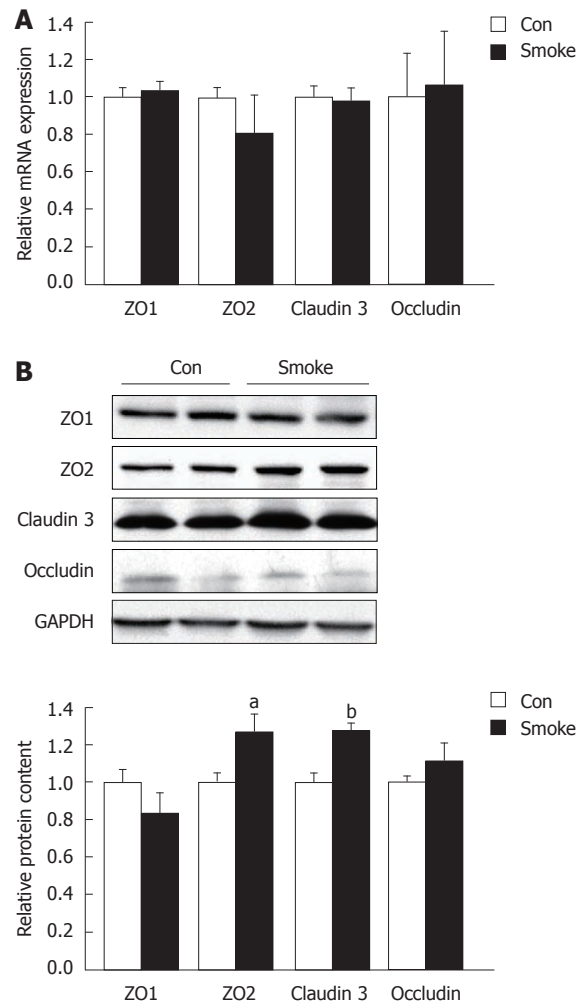 A
Relative mRNA expression
1.4
1.2
1.0
0.8
0.6
0.4
0.2
0.0
Con
Smoke
ZO1 ZO2 Claudin 3 Occludin
B
Con Smoke
ZO1
ZO2
Claudin 3
Occludin
GAPDH
Relative protein content
1.4
1.2
1.0
0.8
0.6
0.4
0.2
0.0
a
b
Con
Smoke
ZO1 ZO2 Claudin 3 Occludin